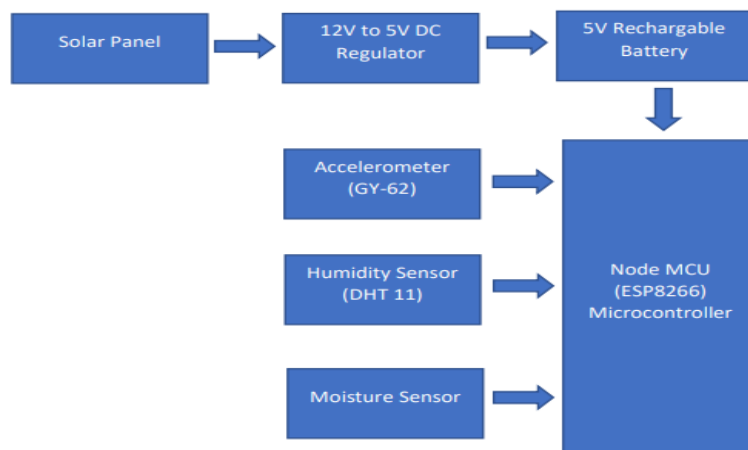 Solar Panel
12V to 5V DC
Regulator
5V Rechargable
Battery
Accelerometer
(GY-62)
Humidity Sensor
(DHT 11)
Moisture Sensor
Node MCU
(ESP8266)
Microcontroller